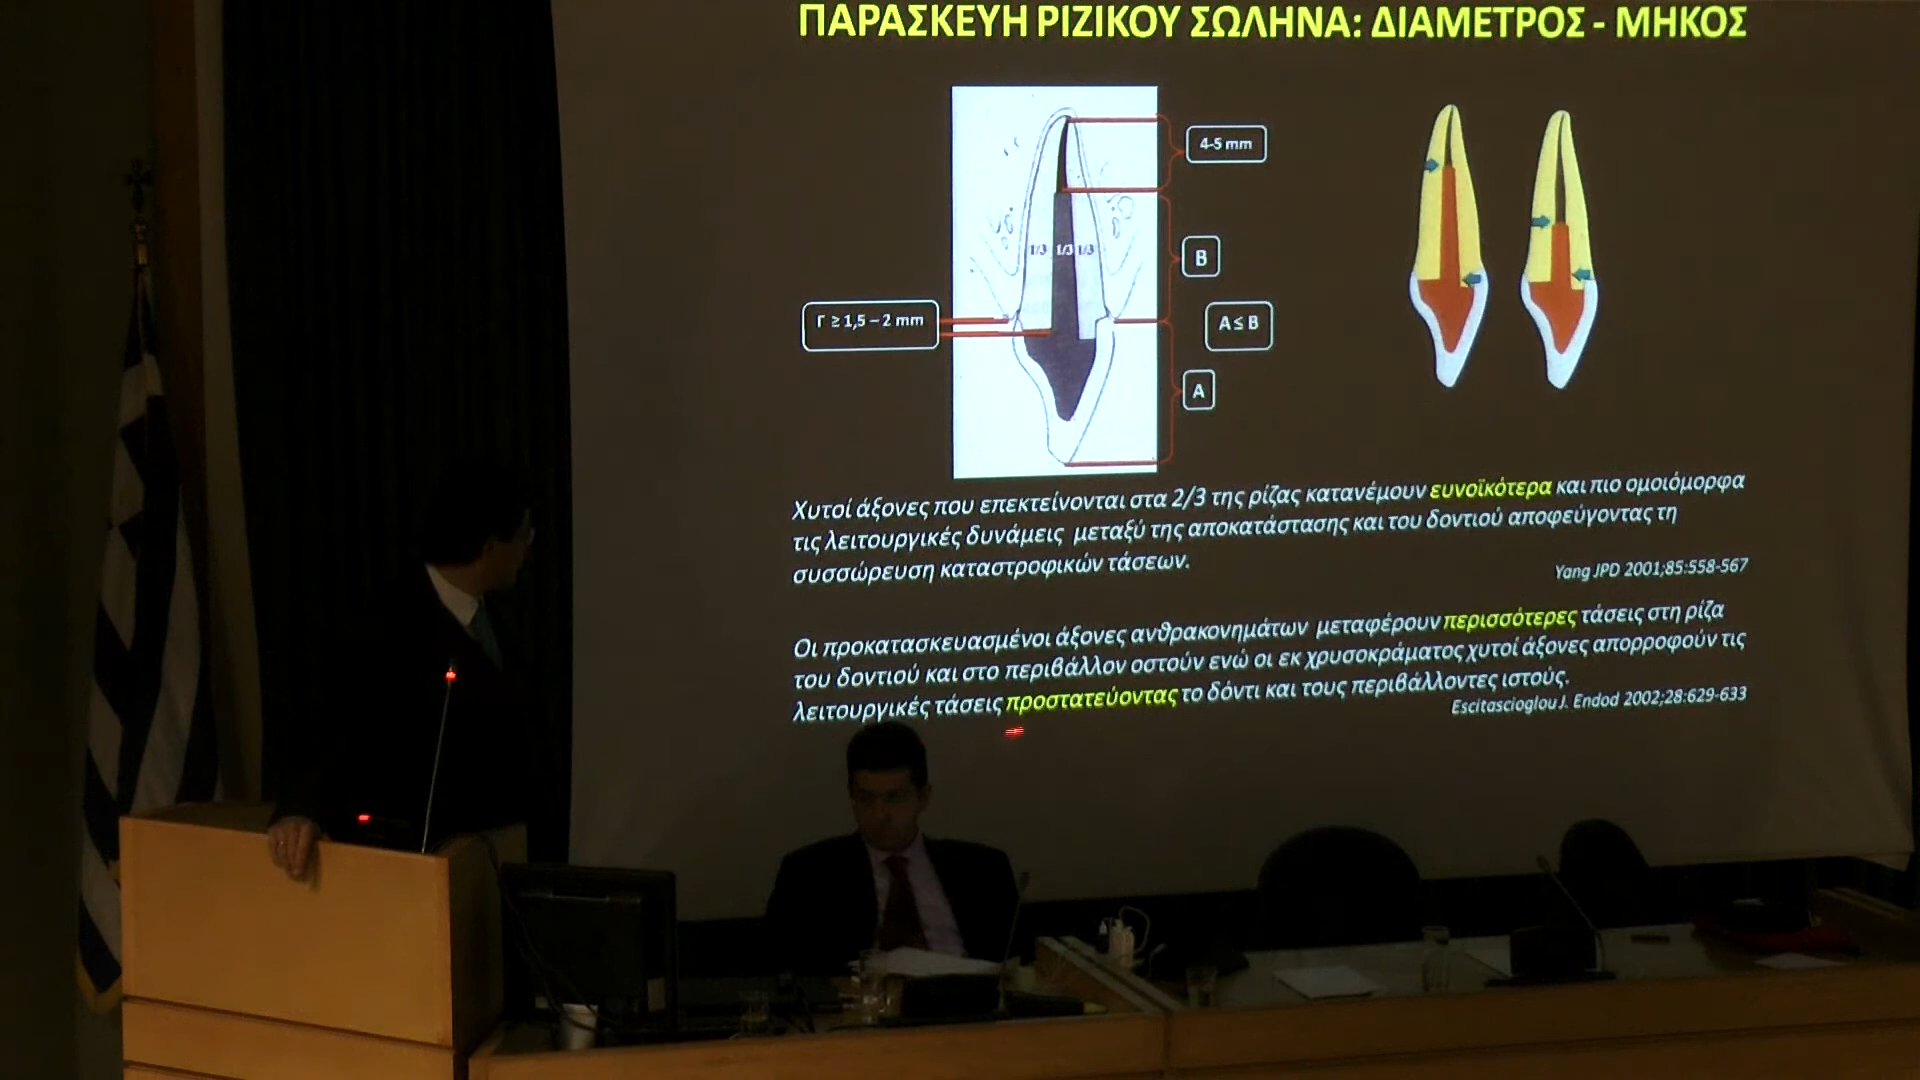 ΠΑΡΑΣΚΕΥΗ ΡΙΖΙΚΟΥ ΣΩΛΗΝΑ: ΔΙΑΜΕΤΡΟΣ - ΜΗΚΟΣ
4-5 mm
1/3 1/3 1/3
B
Γ ≥ 1,5 – 2 mm
A ≤ B
A
Χυτοί άξονες που επεκτείνονται στα 2/3 της ρίζας κατανέμουν ευνοϊκότερα και πιο ομοιόμορφα
τις λειτουργικές δυνάμεις μεταξύ της αποκατάστασης και του δοντιού αποφεύγοντας τη
συσσώρευση καταστροφικών τάσεων.
Yang JPD 2001;85:558-567
Οι προκατασκευασμένοι άξονες ανθρακονημάτων μεταφέρουν περισσότερες τάσεις στη ρίζα
του δοντιού και στο περιβάλλον οστούν ενώ οι εκ χρυσοκράματος χυτοί άξονες απορροφούν τις
λειτουργικές τάσεις προστατεύοντας το δόντι και τους περιβάλλοντες ιστούς.
Escitascioglou J. Endod 2002;28:629-633